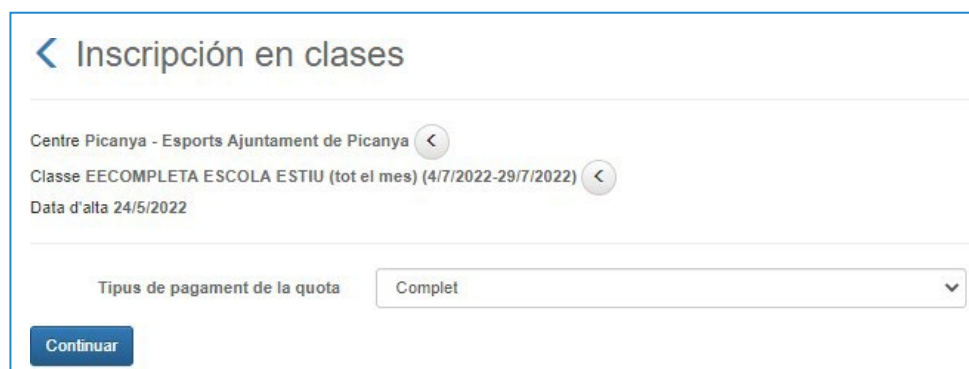 Inscripción en clases
Centre Picanya - Esports Ajuntament de Picanya
Classe EECOMPLETA ESCOLA ESTIU (tot el mes) (4/7/2022-29/7/2022)
Data d'alta 24/5/2022
Tipus de pagament de la quota Complet
Continuar